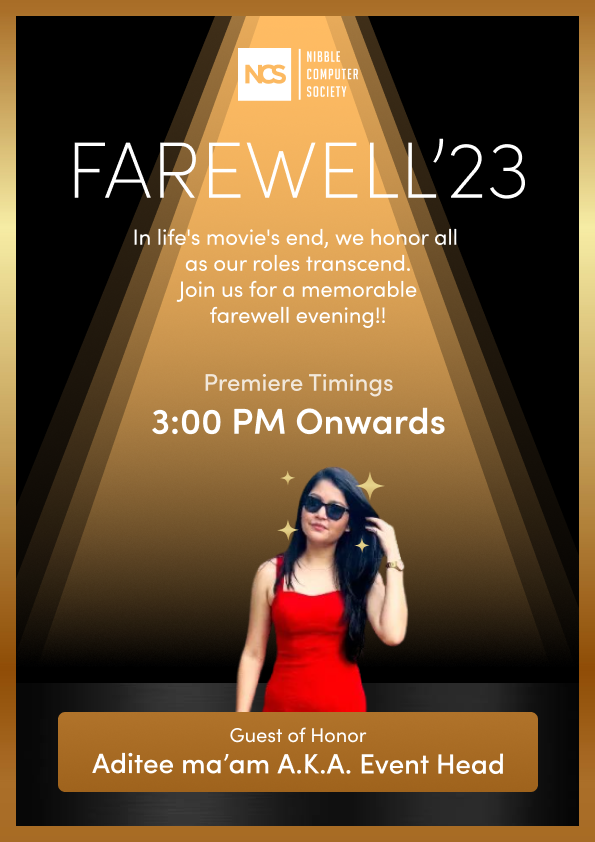 NCS
NIBBLE
COMPUTER
SOCIETY
FAREWELL'23
In life's movie's end, we honor all
as our roles transcend.
Join us for a memorable
farewell evening!!
Premiere Timings
3:00 PM Onwards
Guest of Honor
Aditee ma'am A.K.A. Event Head